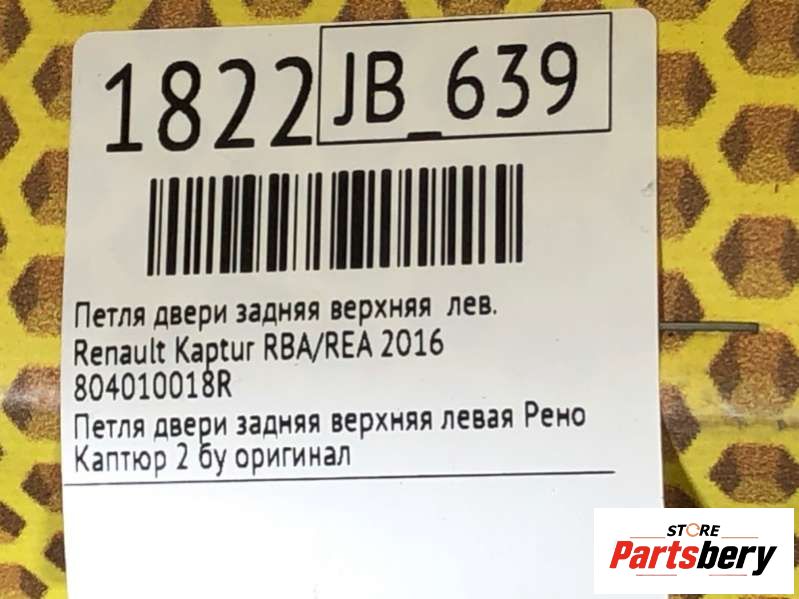 1822 JB_639
Петля двери задняя верхняя лев.
Renault Kaptur RBA/REA 2016
804010018R
Петля двери задняя верхняя левая Рено
Каптюр 2 бу оригинал
STORE
Partsbery